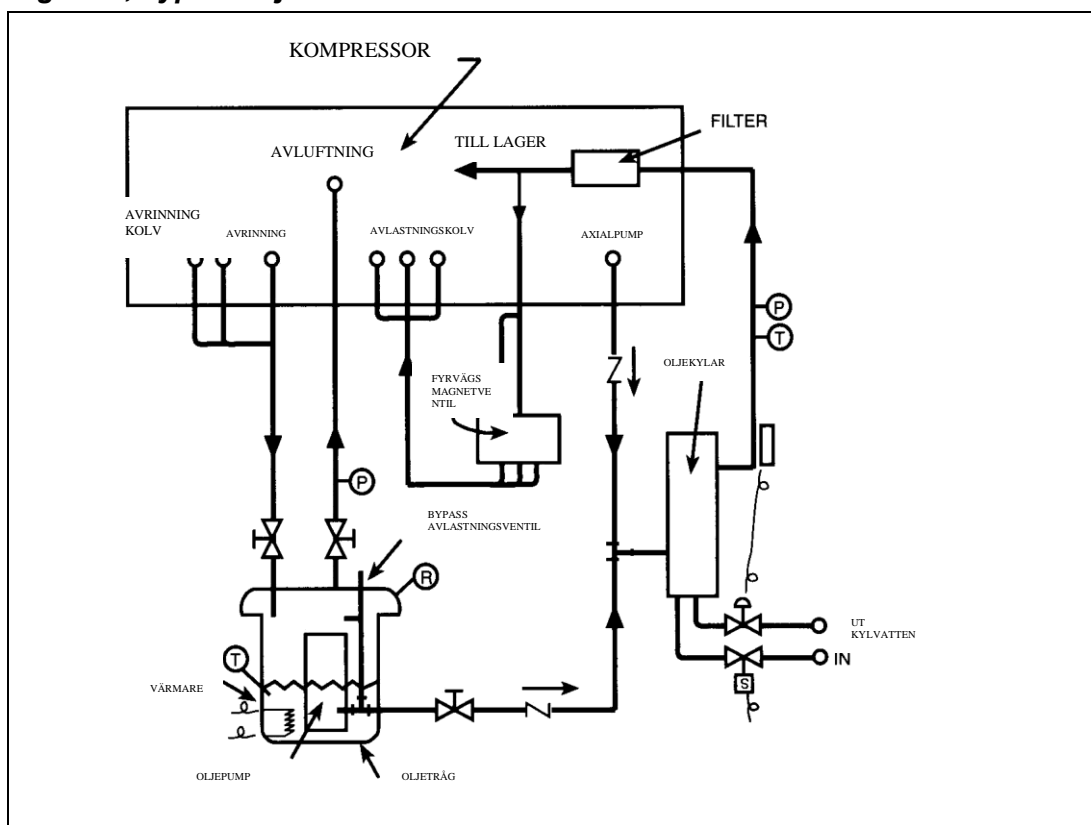 KOMPRESSOR
FILTER
TILL LAGER
AVLUFTNING
AVRINNING
KOLV
AVRINNING
AVLASTNINGSKOLV
AXIALPUMP
P
T
OLJEKYLAR
FYRVÄGS
MAGNETVE
NTIL
P
BYPASS
AVLASTNINGSVENTIL
R
UT
KYLVATTEN
IN
S
T
VÄRMARE
OLJEPUMP
OLJETRÅG